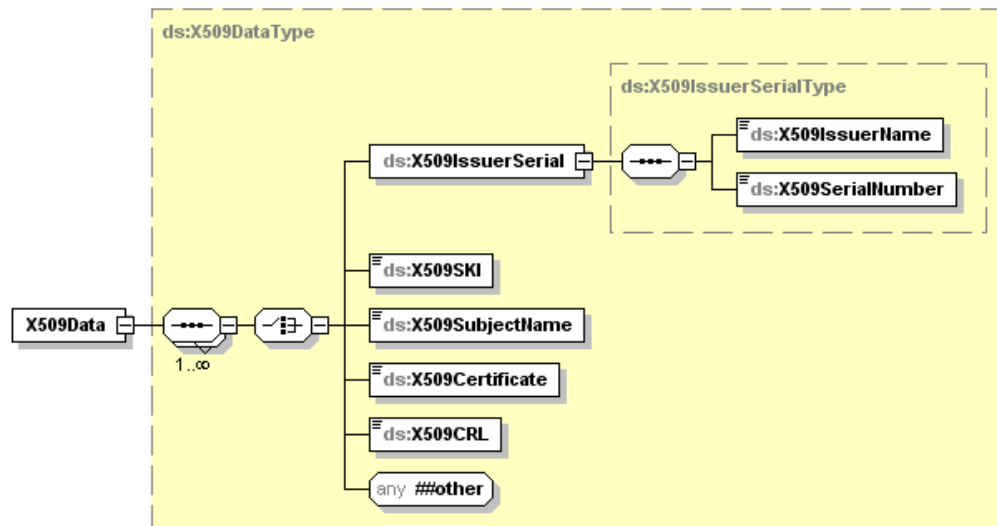 ds:X509DataType
ds:X509IssuerSerialType
ds:X509IssuerName
ds:X509IssuerSerial
ds:X509SerialNumber
ds:X509SKI
X509Data
ds:X509SubjectName
1..∞
ds:X509Certificate
ds:X509CRL
any ##other